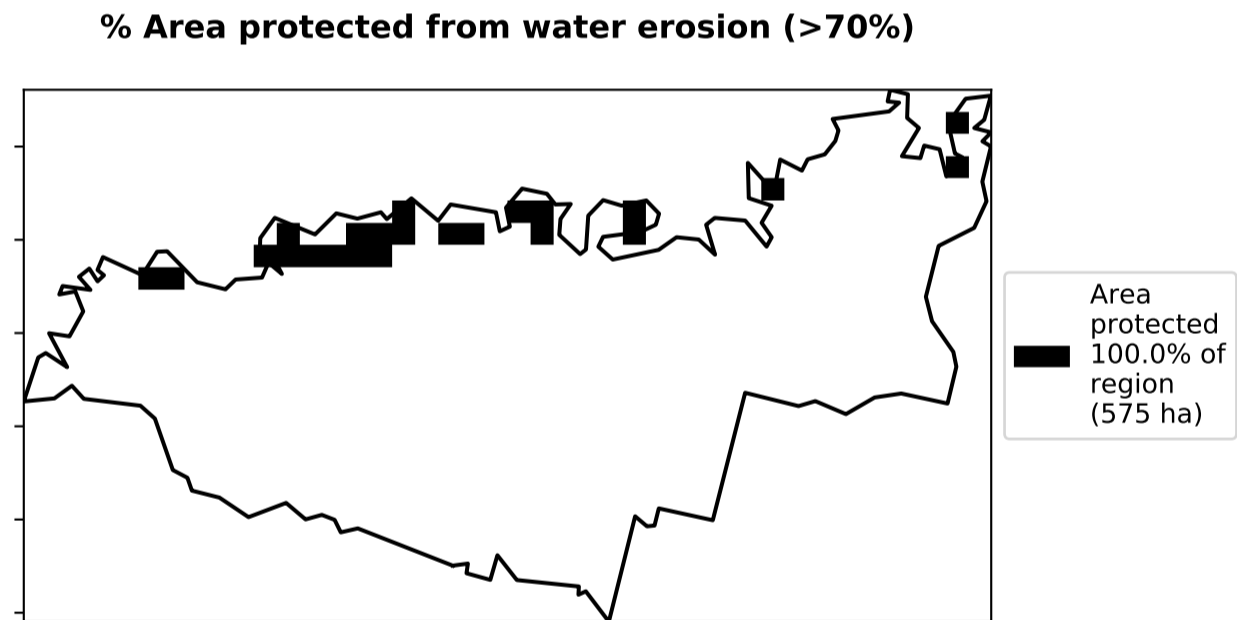 % Area protected from water erosion (>70%)
Area
protected
100.0% of
region
(575 ha)